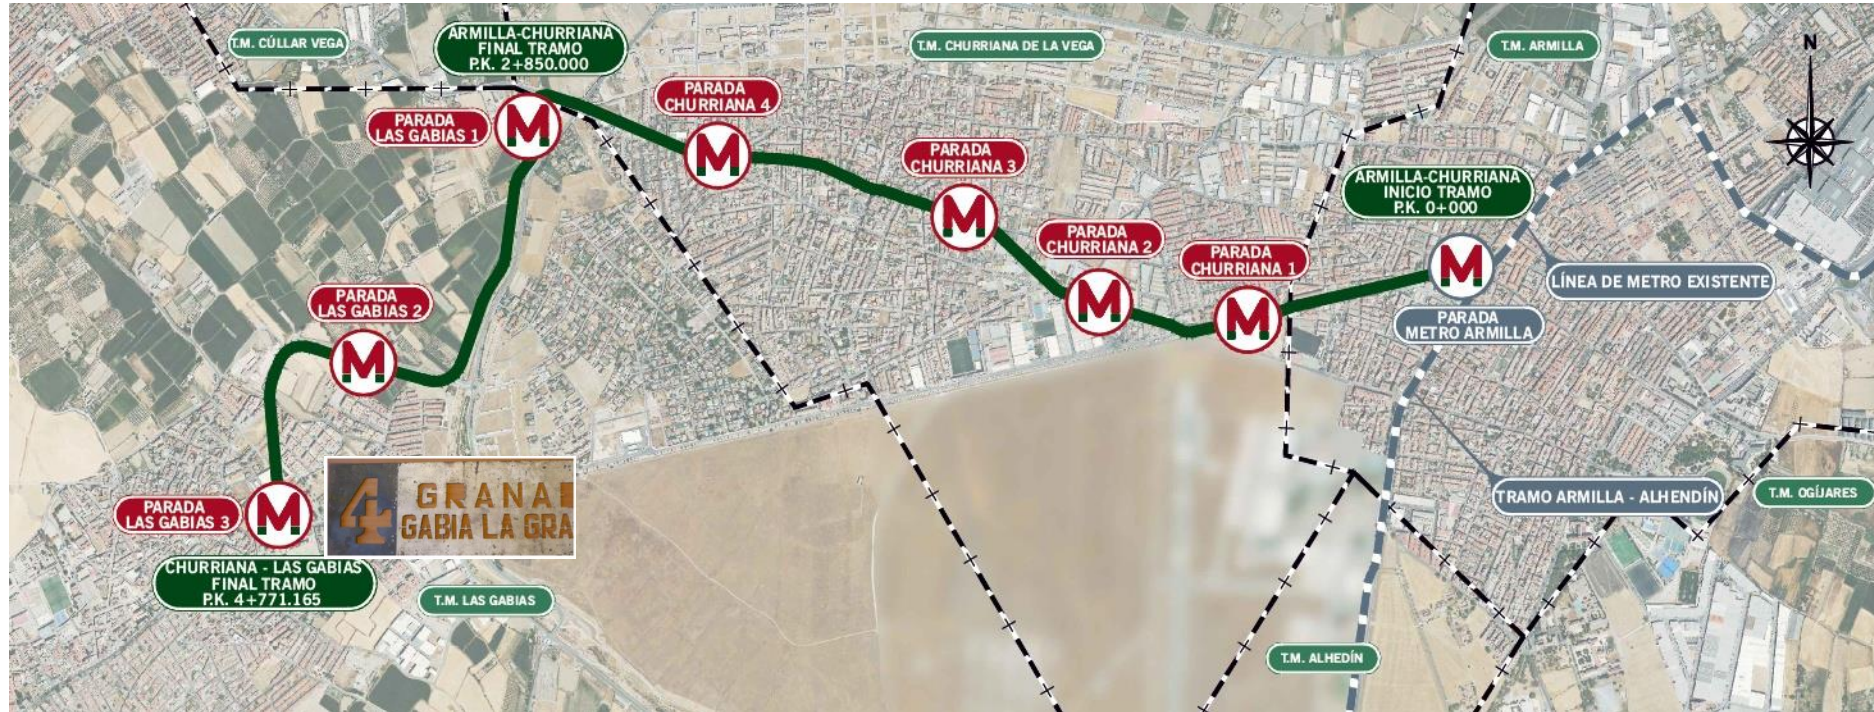 T.M. CÚLLAR VEGA
ARMILLA-CHURRIANA
FINAL TRAMO
P.K. 2+850.000
T.M. CHURRIANA DE LA VEGA
T.M. ARMILLA
N
PARADA
LAS GABIAS 1
M
PARADA
CHURRIANA 4
M
PARADA
CHURRIANA 3
M
PARADA
CHURRIANA 2
M
PARADA
CHURRIANA 1
M
ARMILLA-CHURRIANA
INICIO TRAMO
P.K. 0+000
M
PARADA
METRO ARMILLA
LÍNEA DE METRO EXISTENTE
PARADA
LAS GABIAS 2
M
PARADA
LAS GABIAS 3
M
4 GRANA
GABIA LA GRA
CHURRIANA - LAS GABIAS
FINAL TRAMO
P.K. 4+771.165
T.M. LAS GABIAS
TRAMO ARMILLA - ALHENDÍN
T.M. OGÍJARES
T.M. ALHEDÍN